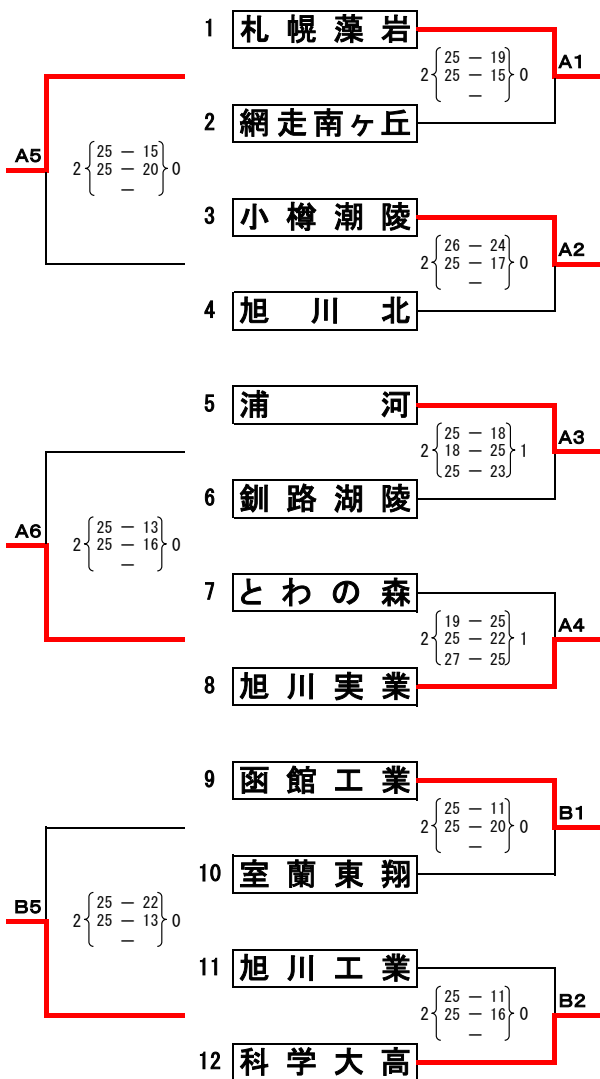 1 札幌藻岩
2 { 25 － 19 } 0 A1
25 － 15
－
2 網走南ヶ丘
A5
2 { 25 － 15 } 0
25 － 20
－
3 小樽潮陵
2 { 26 － 24 } 0 A2
25 － 17
－
4 旭川北
5 浦河
2 { 25 － 18 } 1 A3
18 － 25
25 － 23
6 釧路湖陵
A6
2 { 25 － 13 } 0
25 － 16
－
7 とわの森
2 { 19 － 25 } 1 A4
25 － 22
27 － 25
8 旭川実業
9 函館工業
2 { 25 － 11 } 0 B1
25 － 20
－
10 室蘭東翔
B5
2 { 25 － 22 } 0
25 － 13
－
11 旭川工業
2 { 25 － 11 } 0 B2
25 － 16
－
12 科学大高